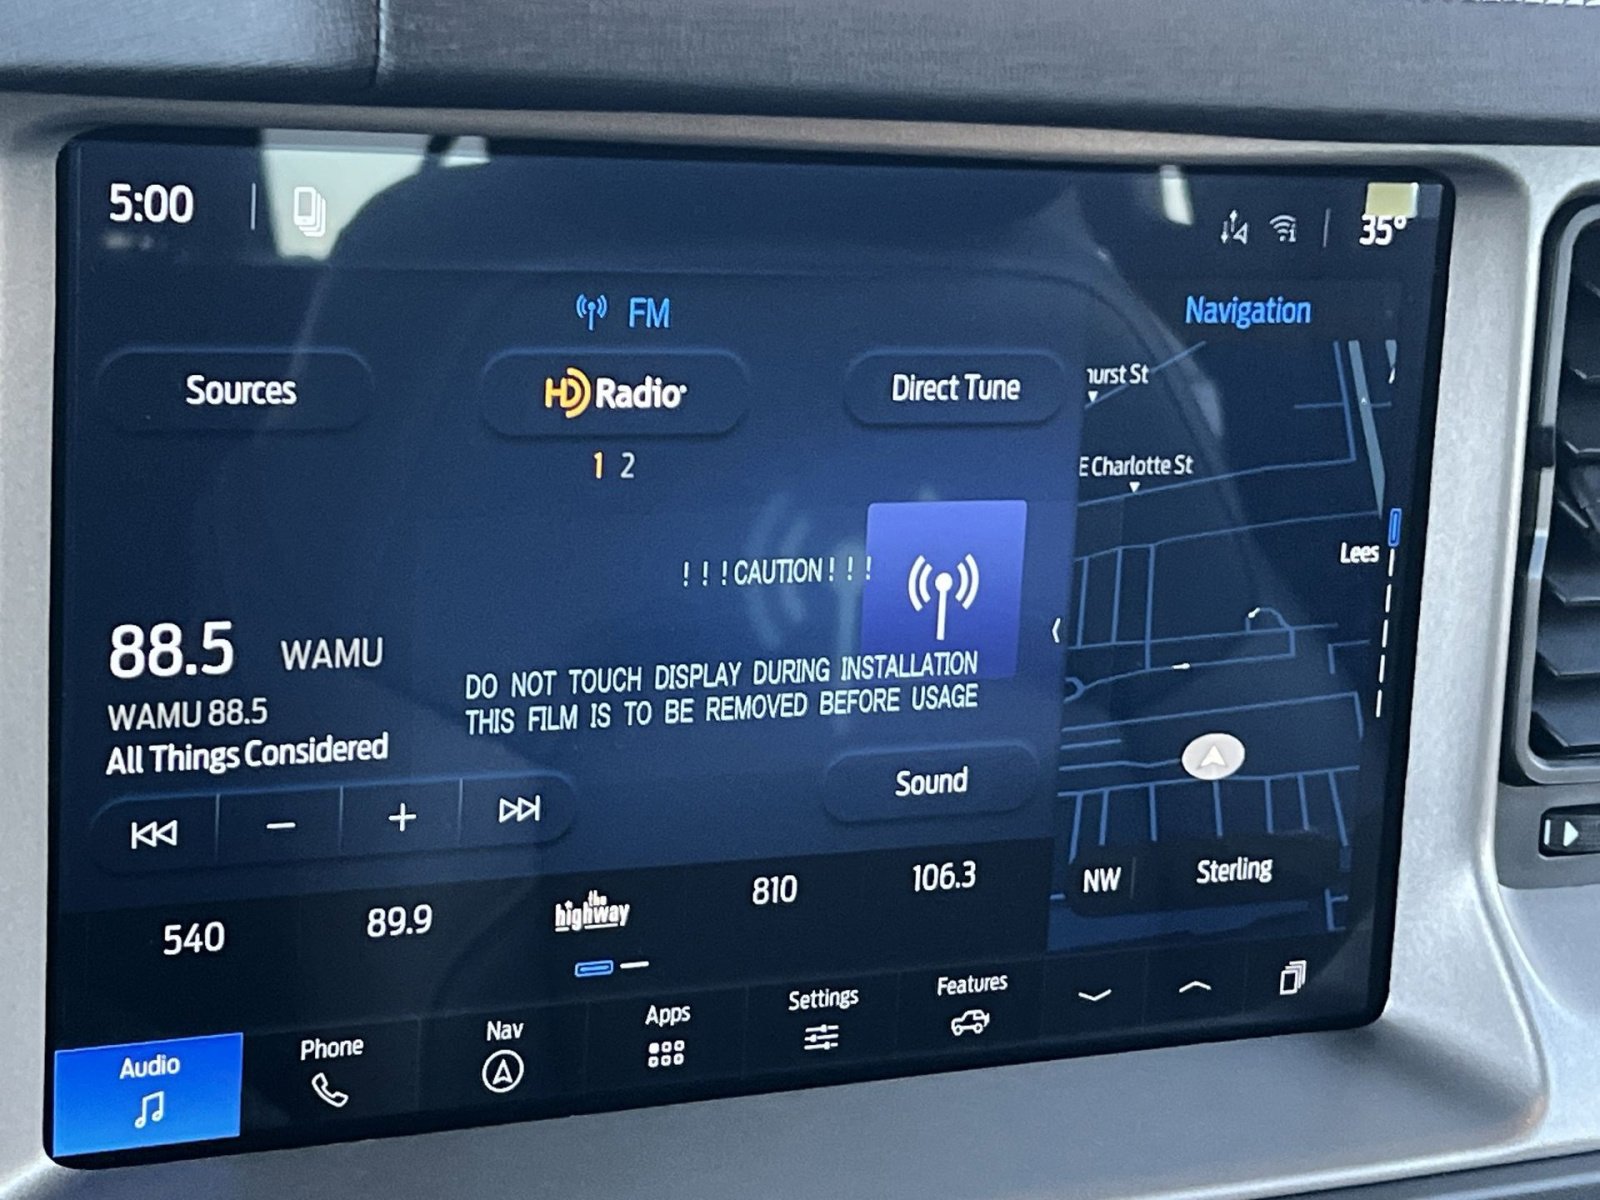 5:00
35°
FM
Navigation
Sources
HD Radio
Direct Tune
1 2
hurst St
E Charlotte St
Lees
! ! ! CAUTION ! ! !
88.5 WAMU
WAMU 88.5
All Things Considered
DO NOT TOUCH DISPLAY DURING INSTALLATION
THIS FILM IS TO BE REMOVED BEFORE USAGE
Sound
NW Sterling
540
89.9
the highway
810
106.3
Audio
Phone
Nav
Apps
Settings
Features